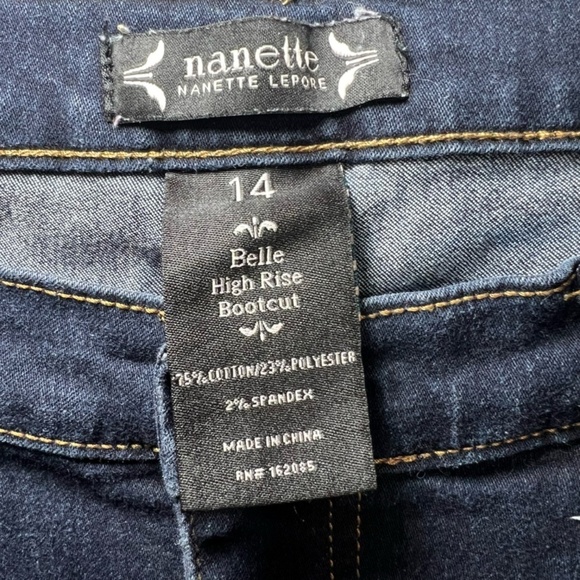 nanette
NANETTE LEPORE
14
Belle
High Rise
Bootcut
75% COTTON/23% POLYESTER
2% SPANDEX
MADE IN CHINA
RN# 162085